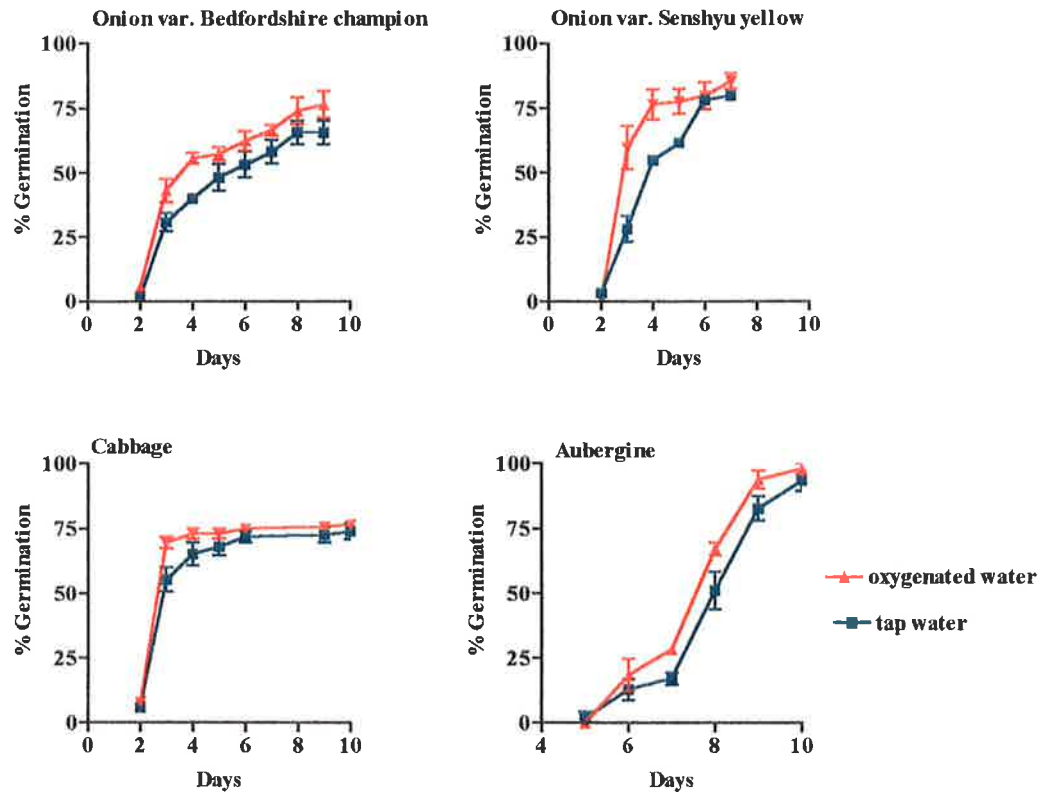 Onion var. Bedfordshire champion
100
75
50
25
0
% Germination
0 2 4 6 8 10
Days
Onion var. Senshyu yellow
100
75
50
25
0
% Germination
0 2 4 6 8 10
Days
Cabbage
100
75
50
25
0
% Germination
0 2 4 6 8 10
Days
Aubergine
100
75
50
25
0
% Germination
4 6 8 10
Days
oxygenated water
tap water